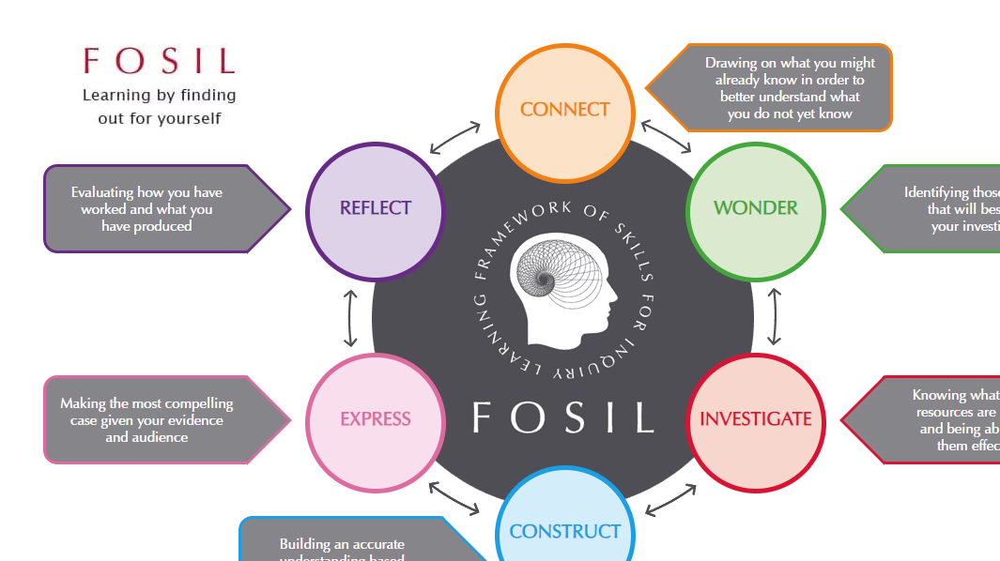 FOSIL
Learning by finding
out for yourself
CONNECT
Drawing on what you might
already know in order to
better understand what
you do not yet know
REFLECT
Evaluating how you have
worked and what you
have produced
WONDER
Identifying those
that will bes
your investi
FRAMEWORK OF SKILLS FOR INQUIRY LEARNING
FOSIL
EXPRESS
Making the most compelling
case given your evidence
and audience
INVESTIGATE
Knowing what
resources are
and being ab
them effec
CONSTRUCT
Building an accurate
understanding based